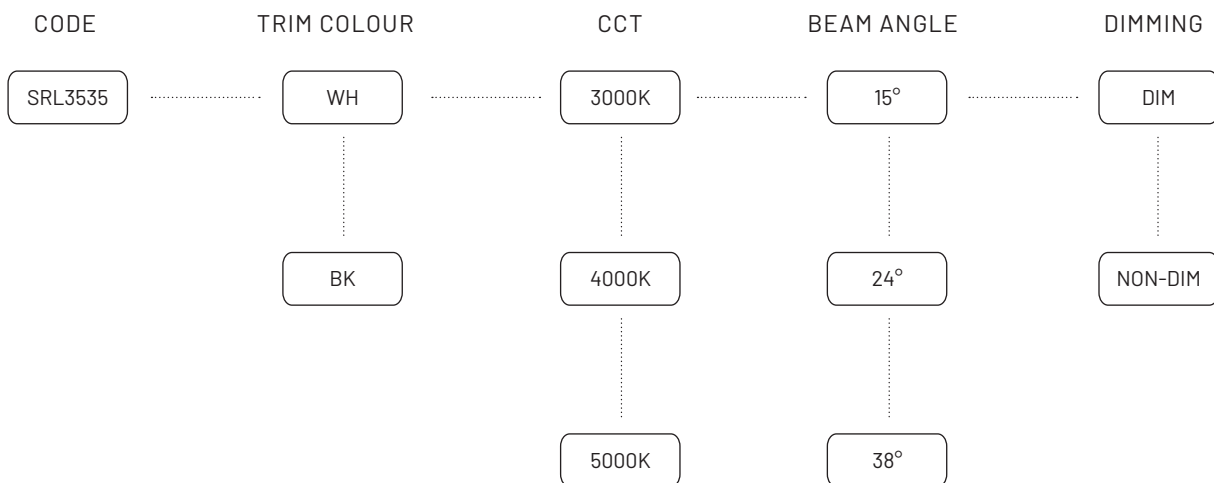 CODE TRIM COLOUR CCT BEAM ANGLE DIMMING
SRL3535 WH 3000K 15° DIM
BK 4000K 24° NON-DIM
5000K 38°